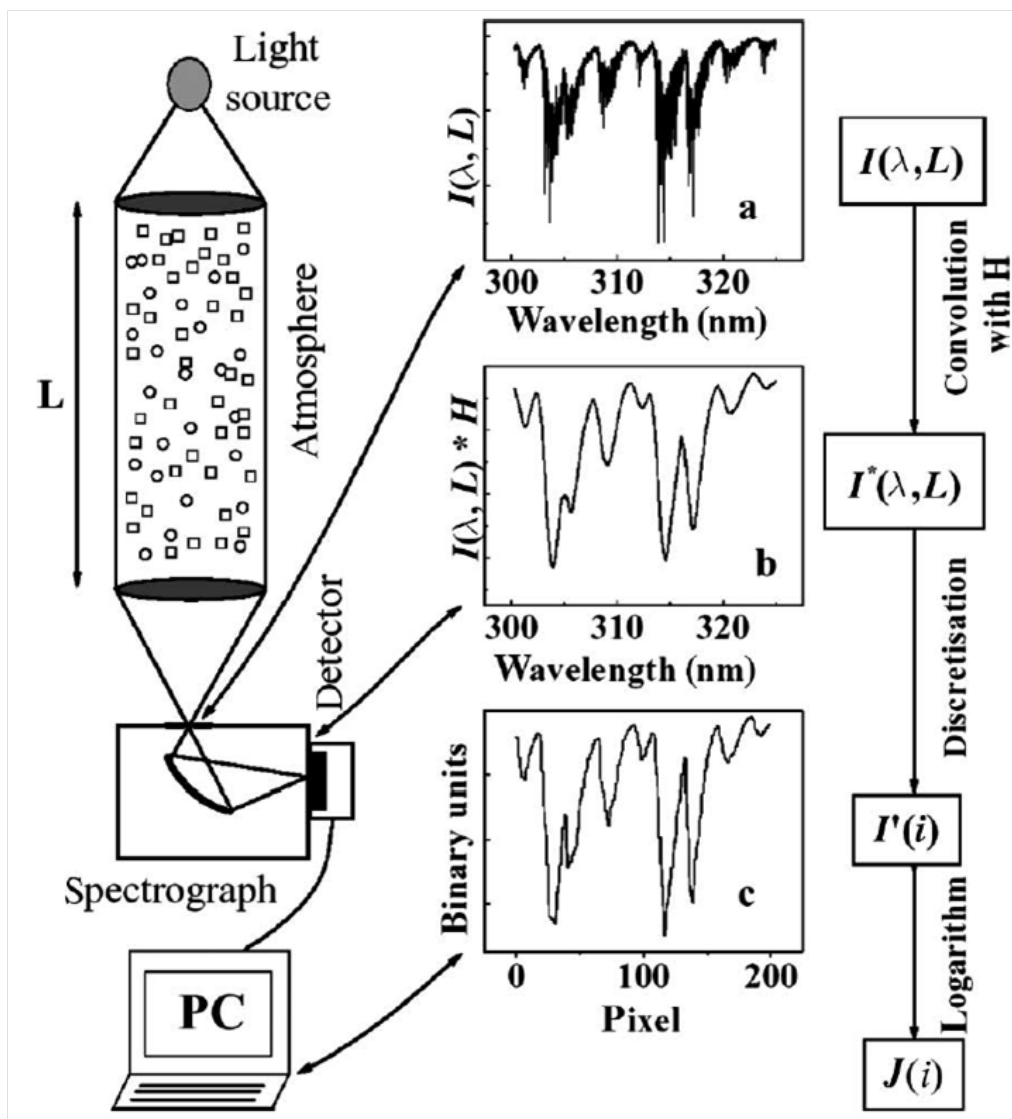 Light
source
L
Atmosphere
Detector
Spectrograph
PC
I(λ, L)
a
300 310 320
Wavelength (nm)
I(λ, L) * H
b
300 310 320
Wavelength (nm)
Binary units
c
0 100 200
Pixel
I(λ,L)
Convolution
with H
I*(λ,L)
Discretisation
I'(i)
Logarithm
J(i)